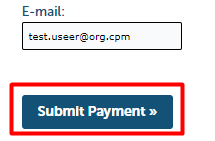 E-mail:
test.useer@org.cpm
Submit Payment »